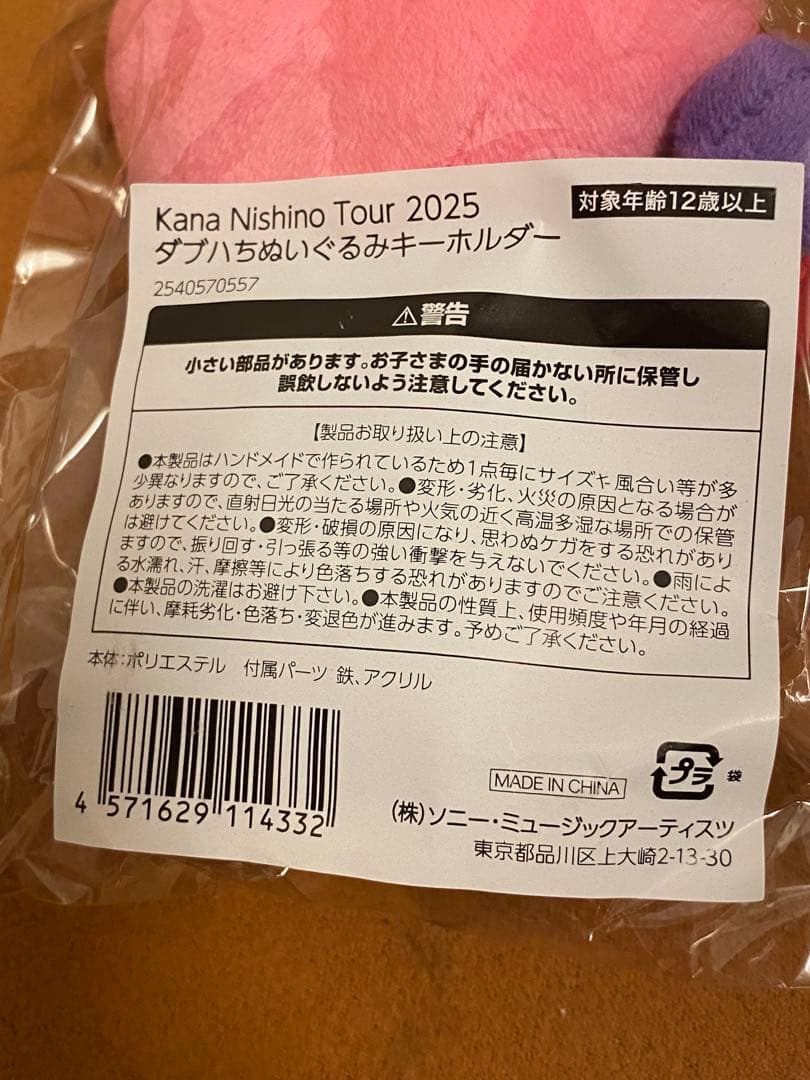 Kana Nishino Tour 2025
対象年齢12歳以上
ダブハちぬいぐるみキーホルダー
2540570557
⚠警告
小さい部品があります。お子さまの手の届かない所に保管し
誤飲しないよう注意してください。
【製品お取り扱い上の注意】
●本製品はハンドメイドで作られているため1点毎にサイズや風合い等が多
少異なりますので、ご了承ください。●変形・劣化、火災の原因となる場合が
ありますので、直射日光の当たる場所や火気の近く高温多湿な場所での保管
は避けてください。●変形・破損の原因になり、思わぬケガをする恐れがあり
ますので、振り回す・引っ張る等の強い衝撃を与えないでください。●雨によ
る水濡れ、汗、摩擦等により色落ちする恐れがありますのでご注意ください。
●本製品の洗濯はお避け下さい。●本製品の性質上、使用頻度や年月の経過
に伴い、摩耗劣化・色落ち・変退色が進みます。予めご了承ください。
本体：ポリエステル 付属パーツ 鉄、アクリル
4 571629 114332
MADE IN CHINA
プラ 袋
(株)ソニー・ミュージックアーティスツ
東京都品川区上大崎2-13-30